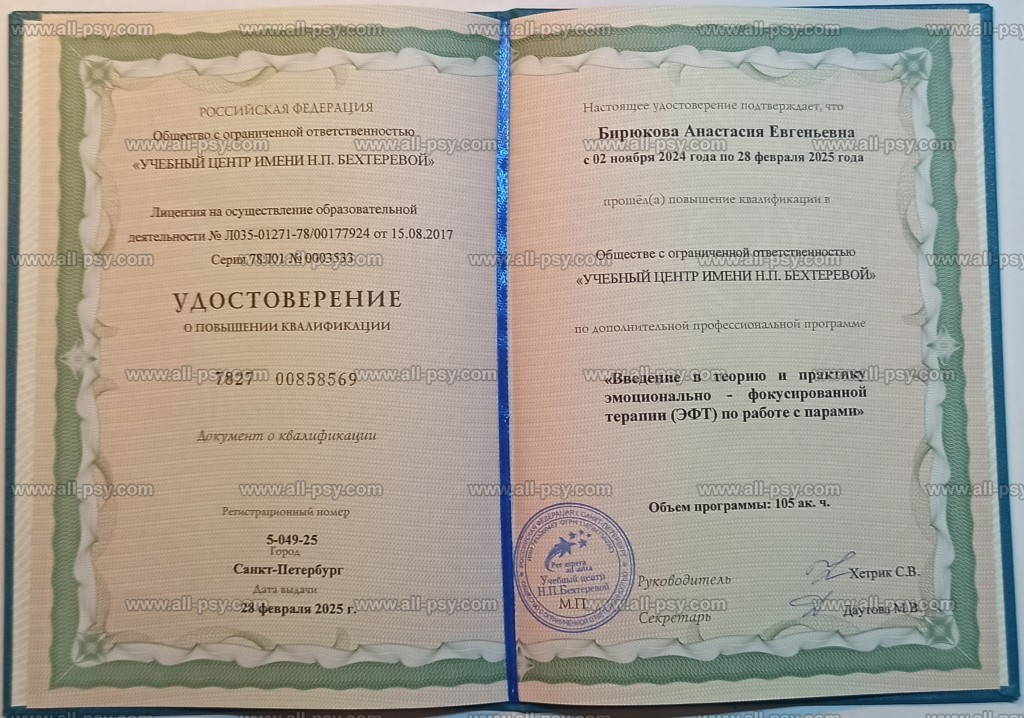 РОССИЙСКАЯ ФЕДЕРАЦИЯ
Общество с ограниченной ответственностью
«УЧЕБНЫЙ ЦЕНТР ИМЕНИ Н.П. БЕХТЕРЕВОЙ»
Лицензия на осуществление образовательной
деятельности № Л035-01271-78/00177924 от 15.08.2017
Серия 78Л01 № 0003533
УДОСТОВЕРЕНИЕ
О ПОВЫШЕНИИ КВАЛИФИКАЦИИ
7827 00858569
Документ о квалификации
Регистрационный номер
5-049-25
Город
Санкт-Петербург
Дата выдачи
28 февраля 2025 г.
Настоящее удостоверение подтверждает, что
Бирюкова Анастасия Евгеньевна
с 02 ноября 2024 года по 28 февраля 2025 года
прошёл(а) повышение квалификации в
Обществе с ограниченной ответственностью
«УЧЕБНЫЙ ЦЕНТР ИМЕНИ Н.П. БЕХТЕРЕВОЙ»
по дополнительной профессиональной программе
«Введение в теорию и практику
эмоционально - фокусированной
терапии (ЭФТ) по работе с парами»
Объем программы: 105 ак. ч.
Per aspera
ad astra
Учебный центр
Н.П.Бехтеревой
М.П.
Руководитель
Хетрик С.В.
Секретарь
Даутова М.В.
www.all-psy.com